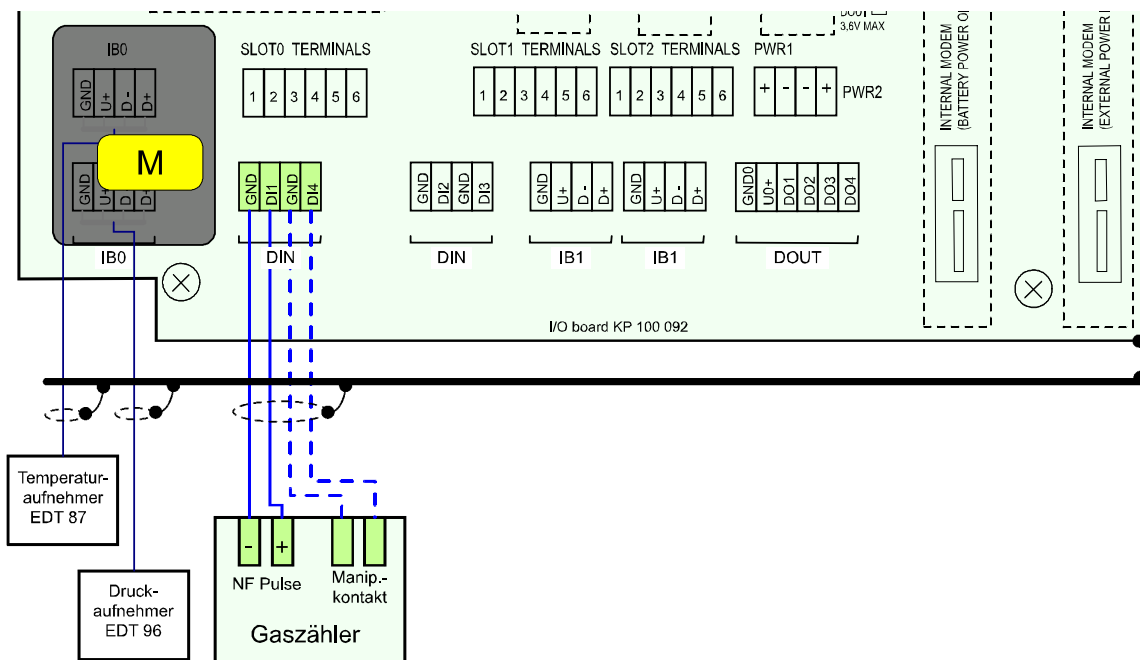 DOUT
3,6V MAX
IB0
SLOT0 TERMINALS
SLOT1 TERMINALS
SLOT2 TERMINALS
PWR1
GND
U+
D -
D+
1 2 3 4 5 6
1 2 3 4 5 6
1 2 3 4 5 6
+ - - +
PWR2
INTERNAL MODEM
(BATTERY POWER
INTERNAL MODEM
(EXTERNAL POWER
M
GND
U+
D
D+
GND
DI1
GND
DI4
GND
DI2
GND
DI3
GND
U+
D -
D+
GND
U+
D -
D+
GND0
U0+
DO1
DO2
DO3
DO4
IB0
DIN
DIN
IB1
IB1
DOUT
I/O board KP 100 092
Temperatur-
aufnehmer
EDT 87
- +
NF Pulse
Manip.-
kontakt
Gaszähler
Druck-
aufnehmer
EDT 96